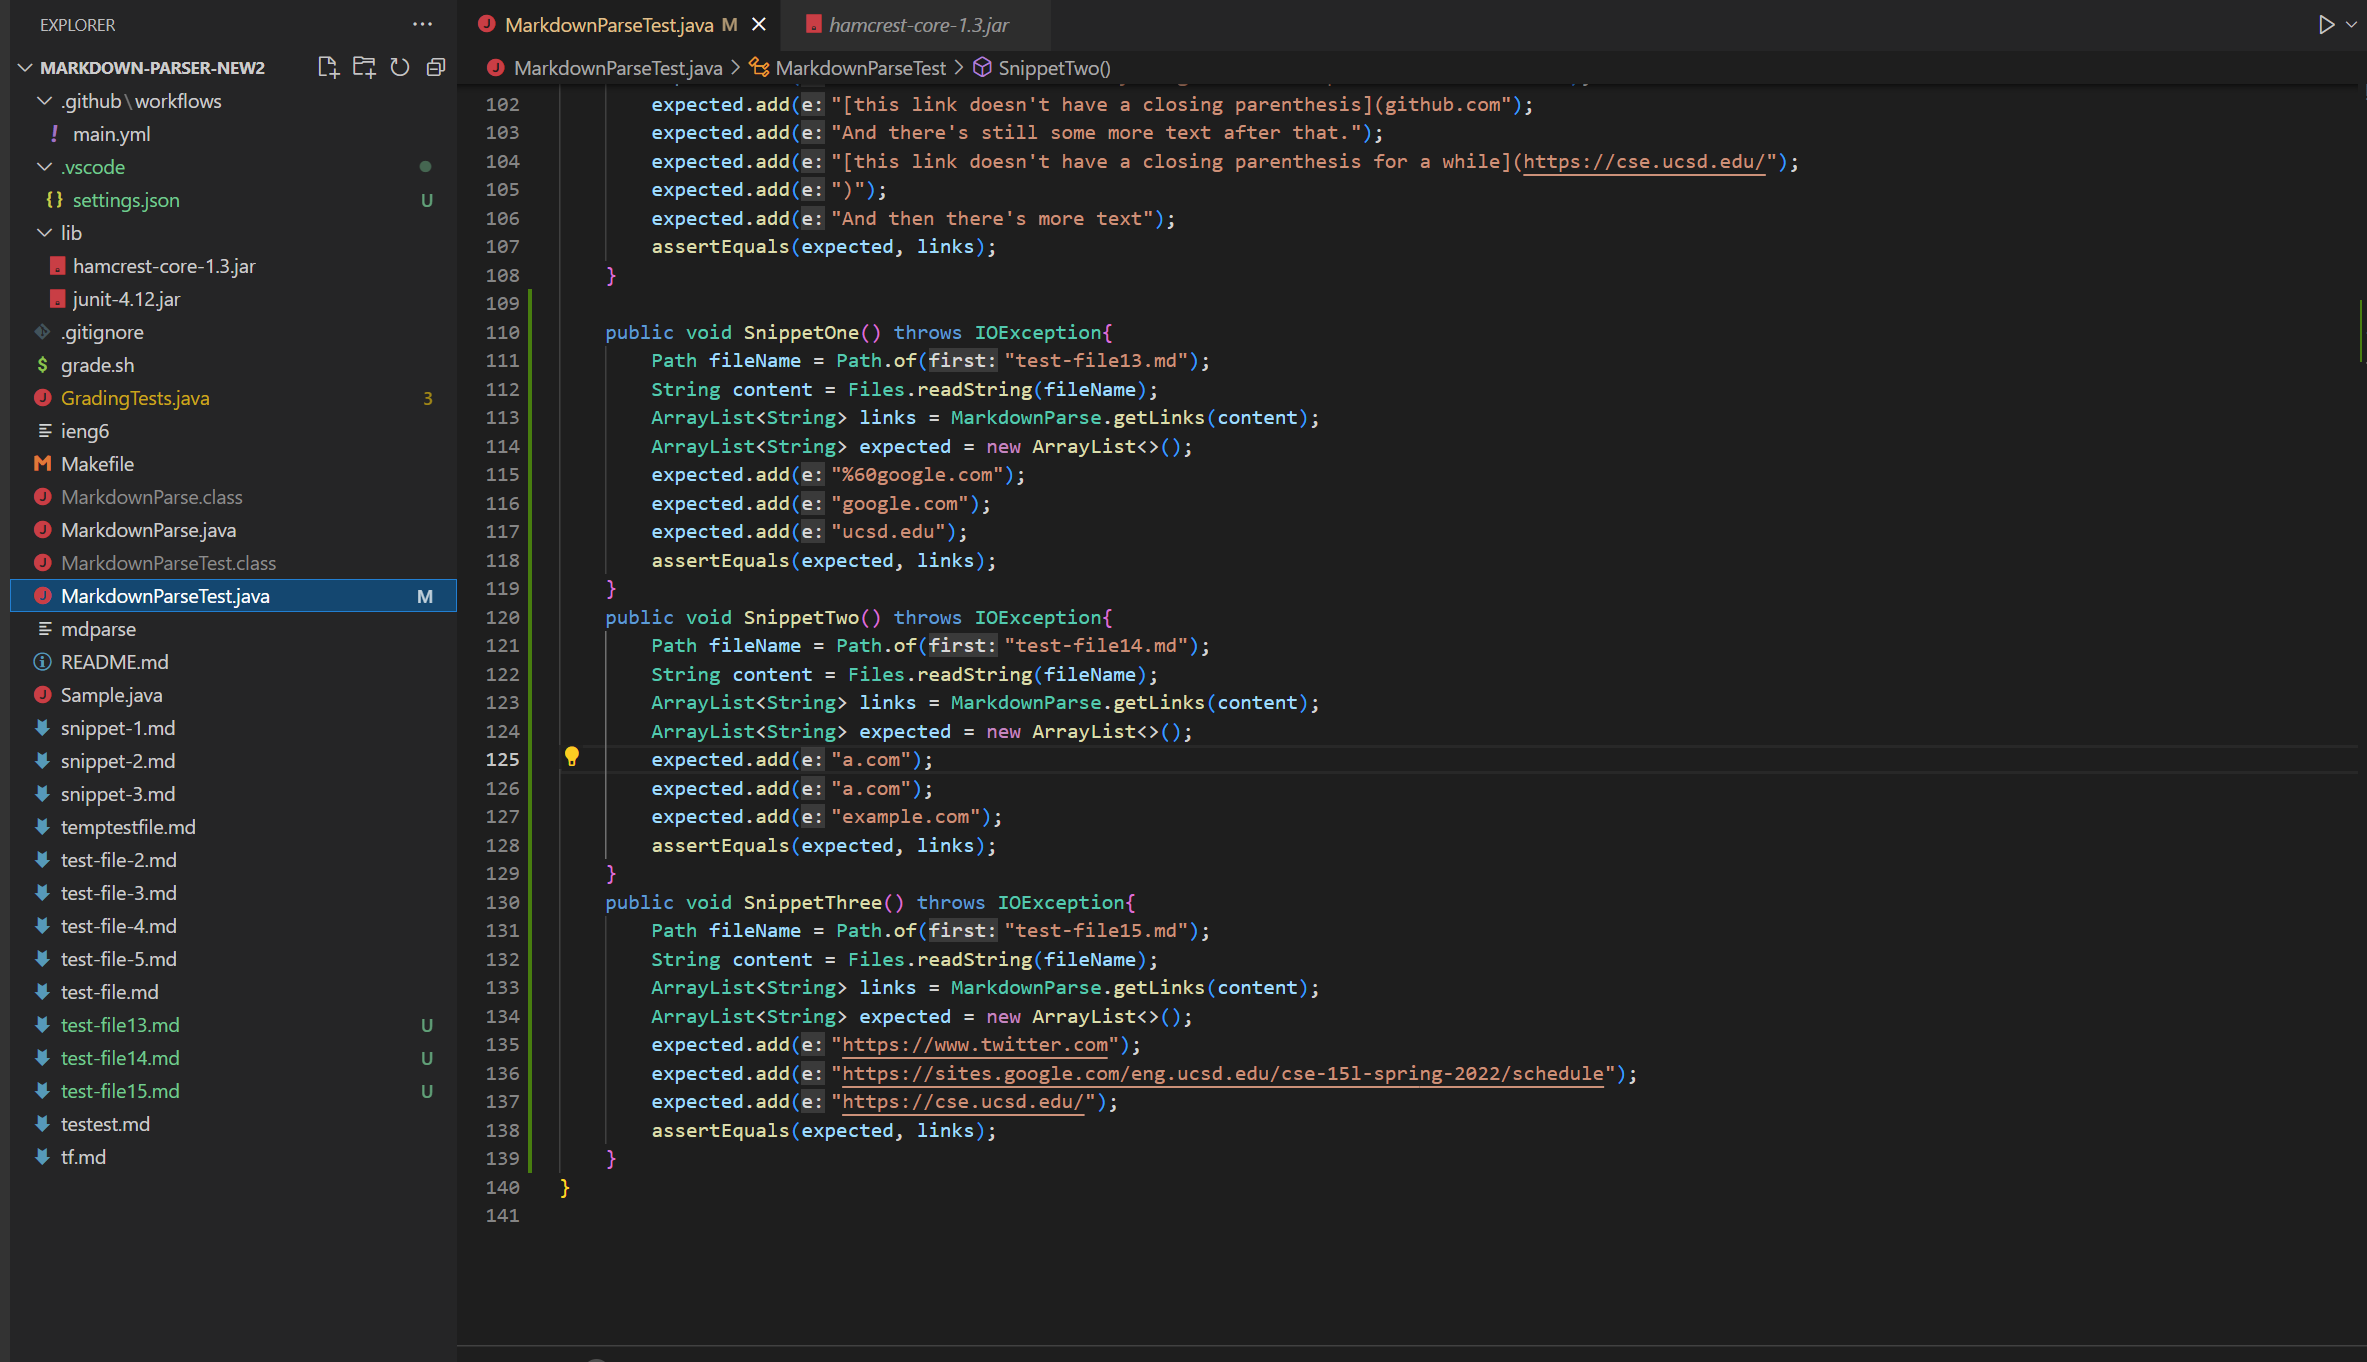 EXPLORER
MARKDOWN-PARSER-NEW2
.github\workflows
! main.yml
.vscode
{} settings.json U
lib
hamcrest-core-1.3.jar
junit-4.12.jar
.gitignore
$ grade.sh
J GradingTests.java 3
ieng6
M Makefile
J MarkdownParse.class
J MarkdownParse.java
J MarkdownParseTest.class
J MarkdownParseTest.java M
mdparse
README.md
J Sample.java
snippet-1.md
snippet-2.md
snippet-3.md
temptestfile.md
test-file-2.md
test-file-3.md
test-file-4.md
test-file-5.md
test-file.md
test-file13.md U
test-file14.md U
test-file15.md U
testest.md
tf.md
J MarkdownParseTest.java M
hamcrest-core-1.3.jar
J MarkdownParseTest.java > MarkdownParseTest > SnippetTwo()
102 expected.add(e: "[this link doesn't have a closing parenthesis](github.com");
103 expected.add(e: "And there's still some more text after that.");
104 expected.add(e: "[this link doesn't have a closing parenthesis for a while](https://cse.ucsd.edu/");
105 expected.add(e: ")");
106 expected.add(e: "And then there's more text");
107 assertEquals(expected, links);
108 }
109
110 public void SnippetOne() throws IOException{
111 Path fileName = Path.of(first: "test-file13.md");
112 String content = Files.readString(fileName);
113 ArrayList<String> links = MarkdownParse.getLinks(content);
114 ArrayList<String> expected = new ArrayList<>();
115 expected.add(e: "%60google.com");
116 expected.add(e: "google.com");
117 expected.add(e: "ucsd.edu");
118 assertEquals(expected, links);
119 }
120 public void SnippetTwo() throws IOException{
121 Path fileName = Path.of(first: "test-file14.md");
122 String content = Files.readString(fileName);
123 ArrayList<String> links = MarkdownParse.getLinks(content);
124 ArrayList<String> expected = new ArrayList<>();
125 expected.add(e: "a.com");
126 expected.add(e: "a.com");
127 expected.add(e: "example.com");
128 assertEquals(expected, links);
129 }
130 public void SnippetThree() throws IOException{
131 Path fileName = Path.of(first: "test-file15.md");
132 String content = Files.readString(fileName);
133 ArrayList<String> links = MarkdownParse.getLinks(content);
134 ArrayList<String> expected = new ArrayList<>();
135 expected.add(e: "https://www.twitter.com");
136 expected.add(e: "https://sites.google.com/eng.ucsd.edu/cse-15l-spring-2022/schedule");
137 expected.add(e: "https://cse.ucsd.edu/");
138 assertEquals(expected, links);
139 }
140 }
141